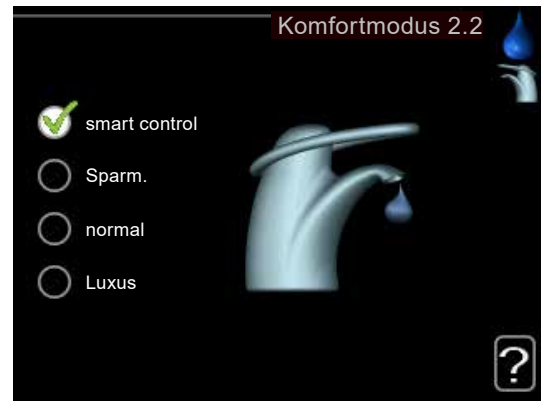 Komfortmodus 2.2
smart control
Sparm.
normal
Luxus
?